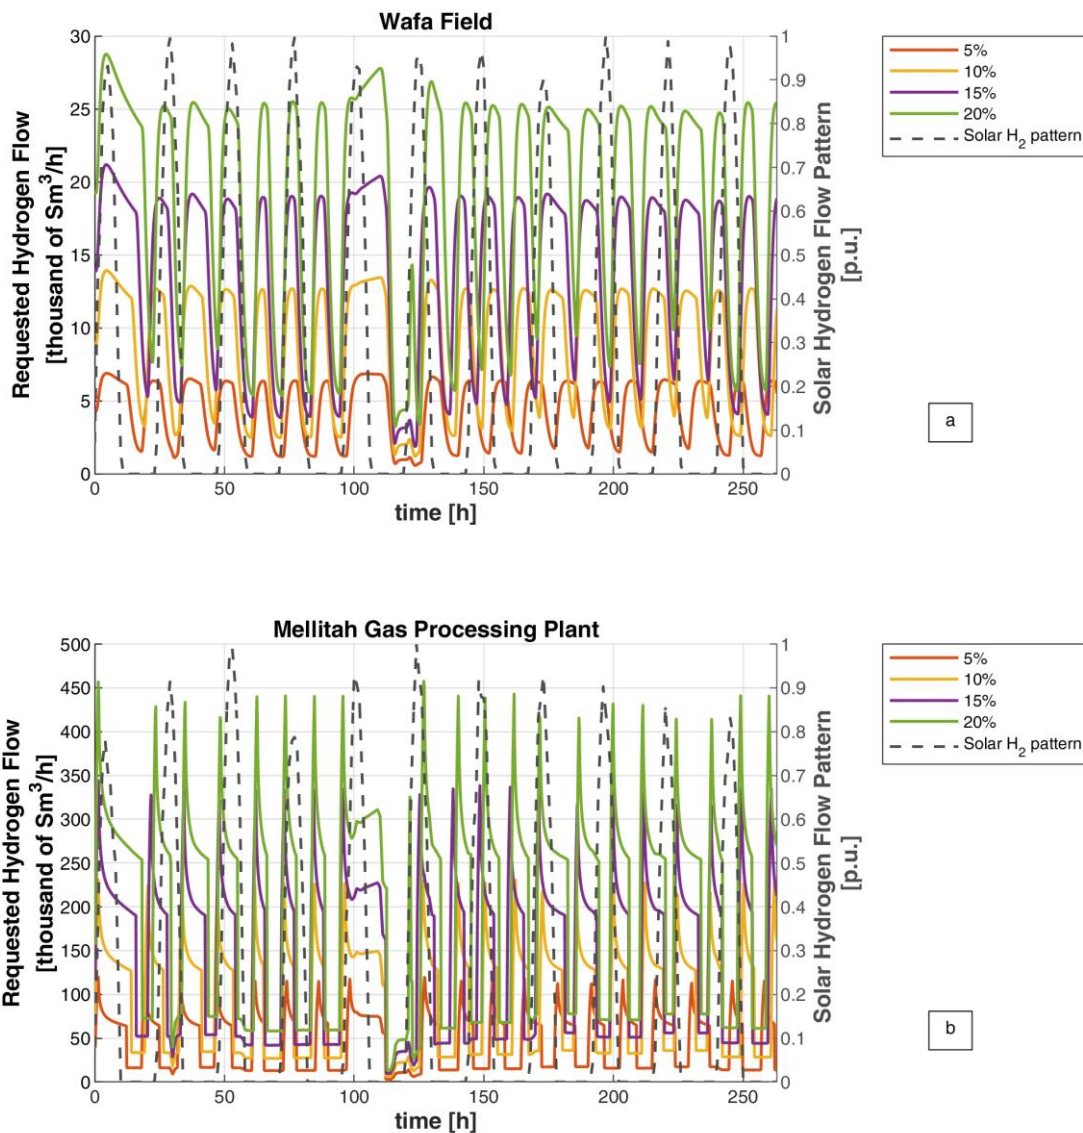 Wafa Field
30
25
20
15
10
5
0
Requested Hydrogen Flow
[thousand of Sm³/h]
0 50 100 150 200 250
time [h]
1
0.9
0.8
0.7
0.6
0.5
0.4
0.3
0.2
0.1
0
Solar Hydrogen Flow Pattern
[p.u.]
5%
10%
15%
20%
Solar H₂ pattern
a
Mellitah Gas Processing Plant
500
450
400
350
300
250
200
150
100
50
0
Requested Hydrogen Flow
[thousand of Sm³/h]
0 50 100 150 200 250
time [h]
1
0.9
0.8
0.7
0.6
0.5
0.4
0.3
0.2
0.1
0
Solar Hydrogen Flow Pattern
[p.u.]
5%
10%
15%
20%
Solar H₂ pattern
b